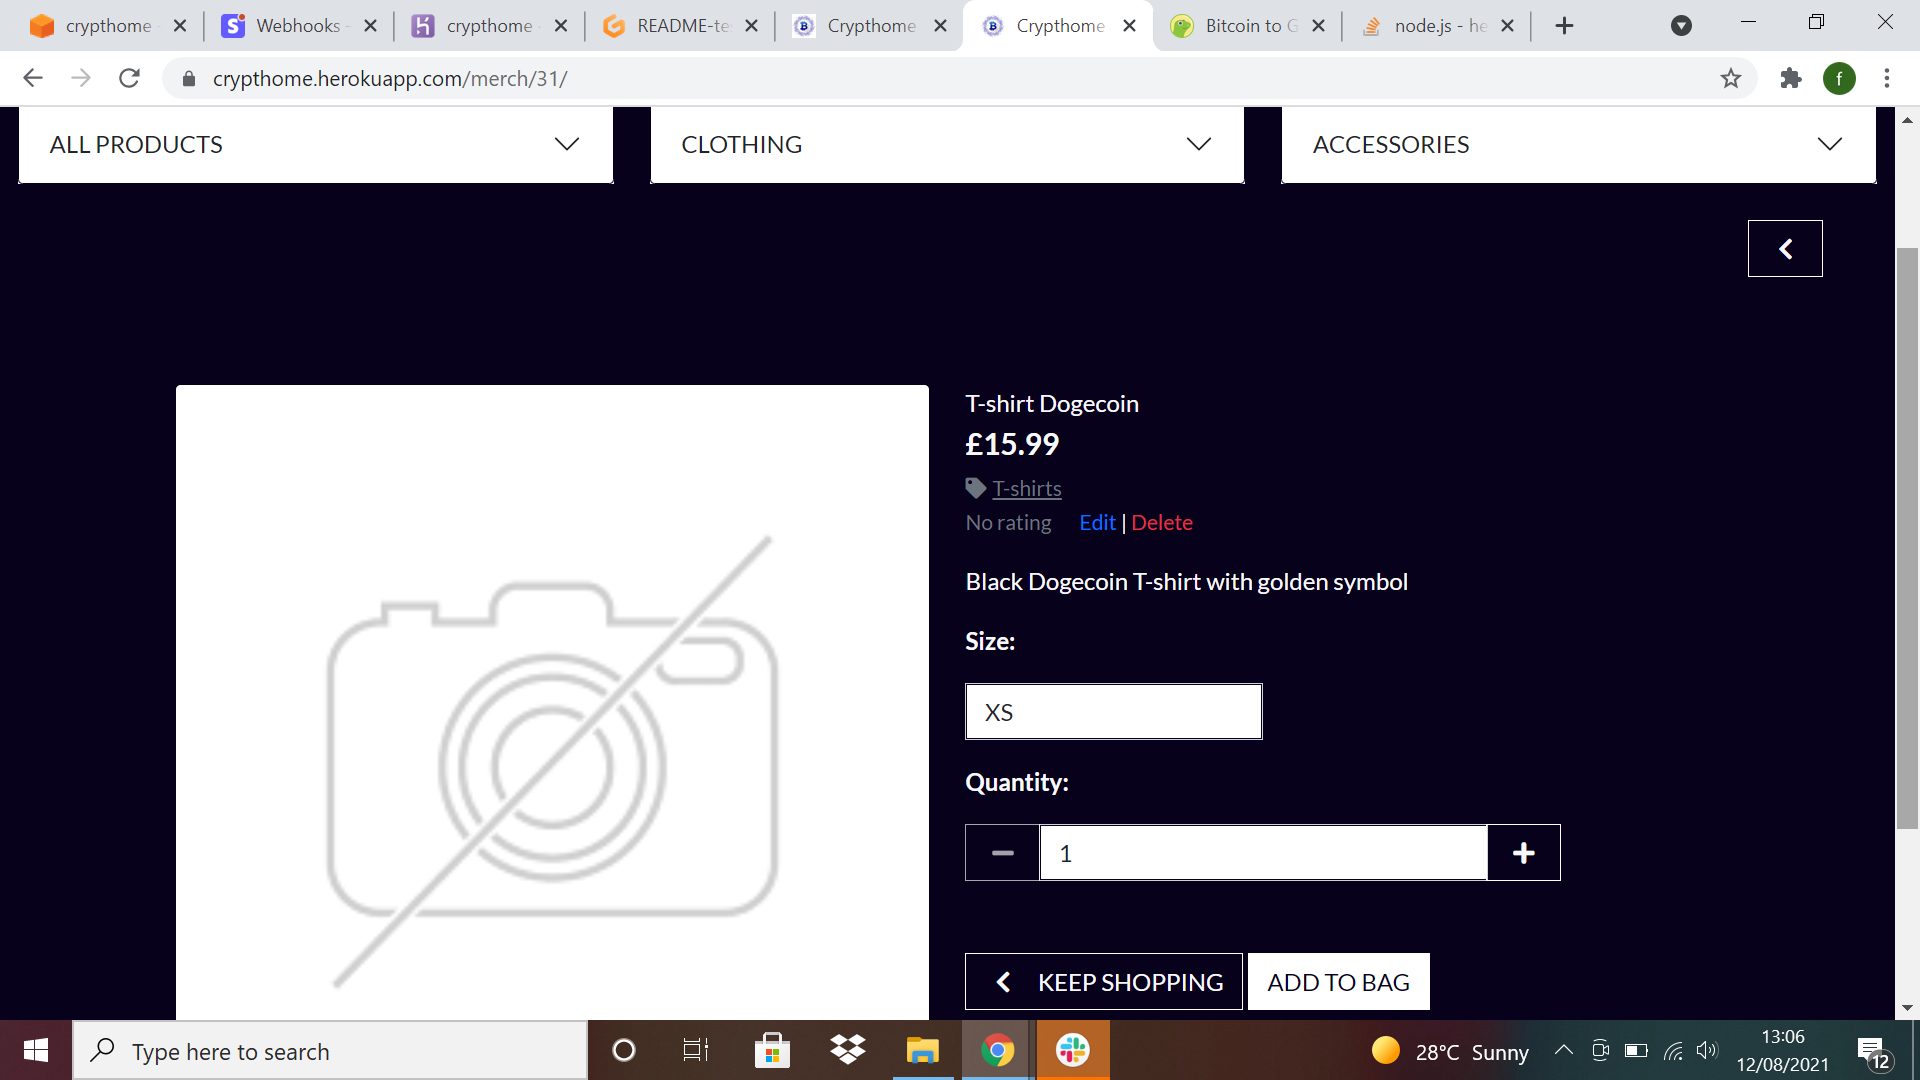 crypthome
Webhooks -
crypthome
README-te
Crypthome
Crypthome
Bitcoin to G
node.js - he
crypthome.herokuapp.com/merch/31/
f
ALL PRODUCTS
CLOTHING
ACCESSORIES
T-shirt Dogecoin
£15.99
T-shirts
No rating Edit | Delete
Black Dogecoin T-shirt with golden symbol
Size:
XS
Quantity:
1
KEEP SHOPPING
ADD TO BAG
Type here to search
28°C Sunny
13:06
12/08/2021
12